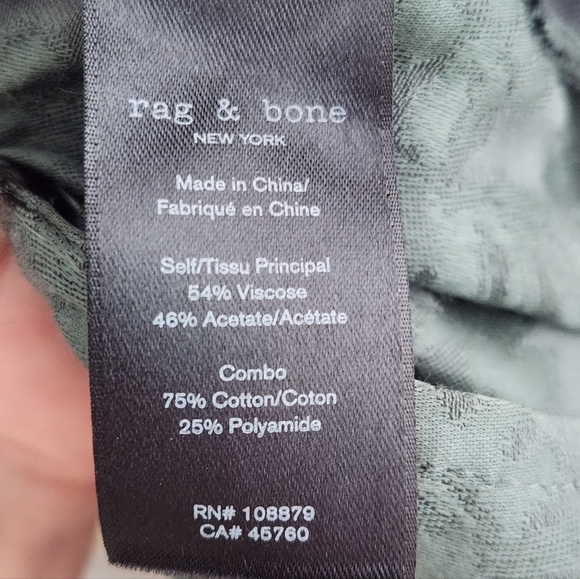 rag & bone
NEW YORK
Made in China/
Fabriqué en Chine
Self/Tissu Principal
54% Viscose
46% Acetate/Acétate
Combo
75% Cotton/Coton
25% Polyamide
RN# 108879
CA# 45760